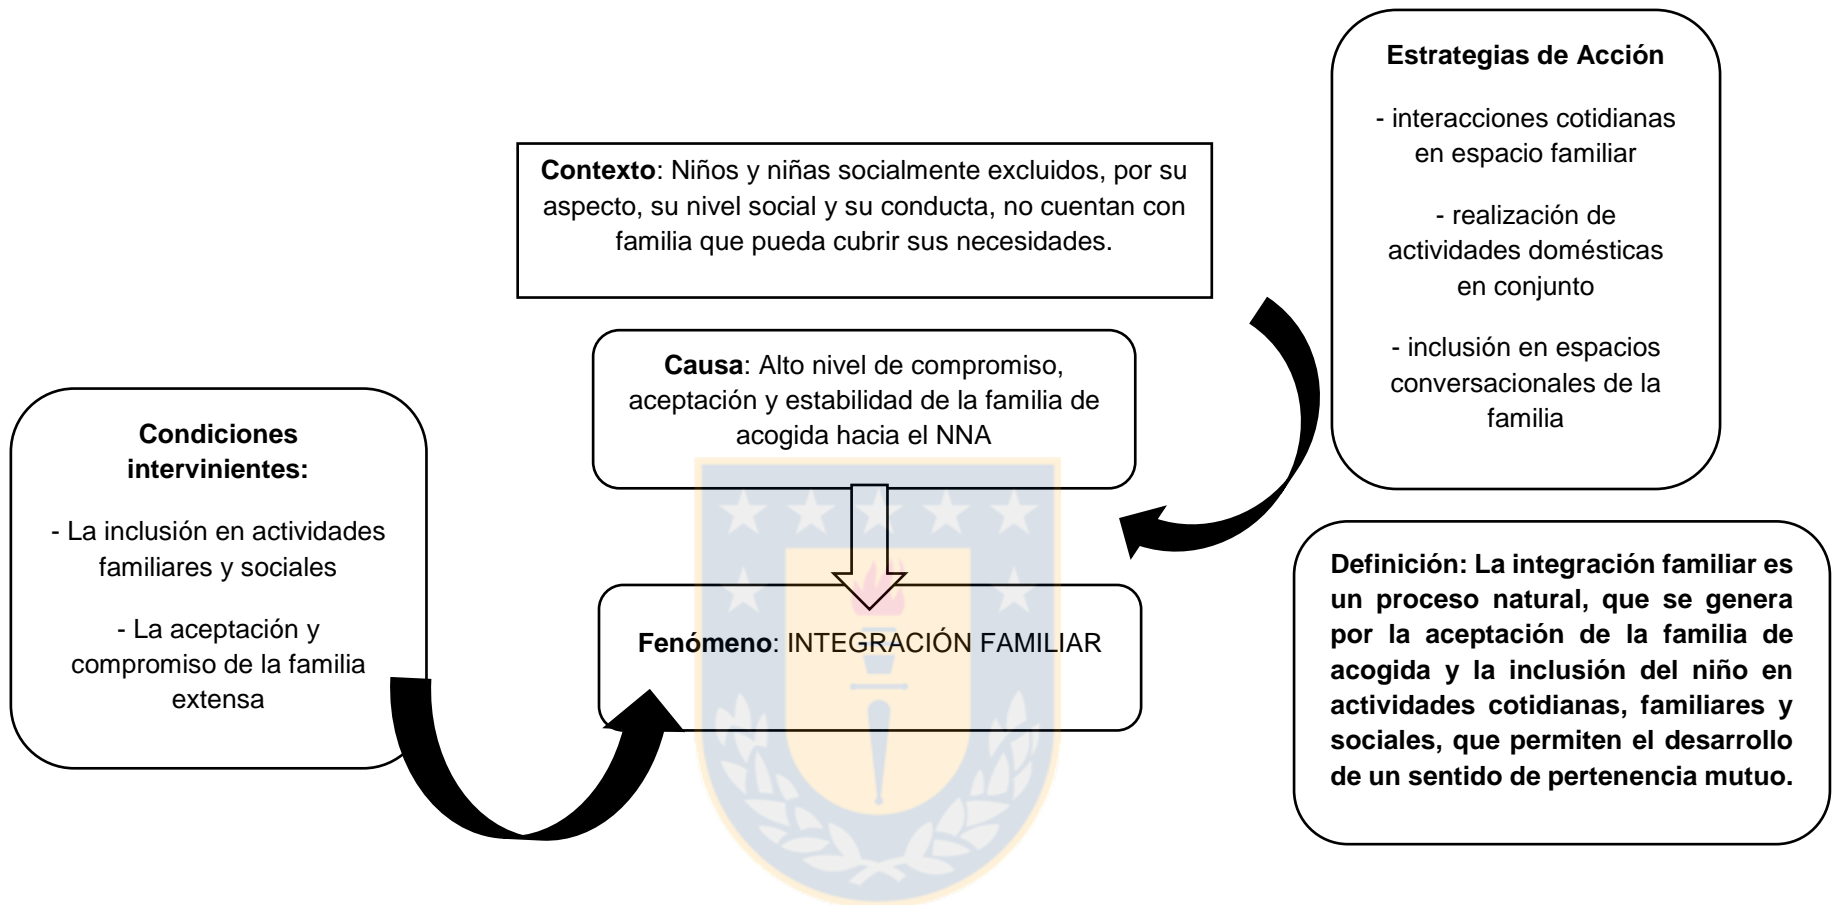 Estrategias de Acción
- interacciones cotidianas
en espacio familiar
- realización de
actividades domésticas
en conjunto
- inclusión en espacios
conversacionales de la
familia
Contexto: Niños y niñas socialmente excluidos, por su
aspecto, su nivel social y su conducta, no cuentan con
familia que pueda cubrir sus necesidades.
Causa: Alto nivel de compromiso,
aceptación y estabilidad de la familia de
acogida hacia el NNA
Condiciones
intervinientes:
- La inclusión en actividades
familiares y sociales
- La aceptación y
compromiso de la familia
extensa
Fenómeno: INTEGRACIÓN FAMILIAR
Definición: La integración familiar es
un proceso natural, que se genera
por la aceptación de la familia de
acogida y la inclusión del niño en
actividades cotidianas, familiares y
sociales, que permiten el desarrollo
de un sentido de pertenencia mutuo.